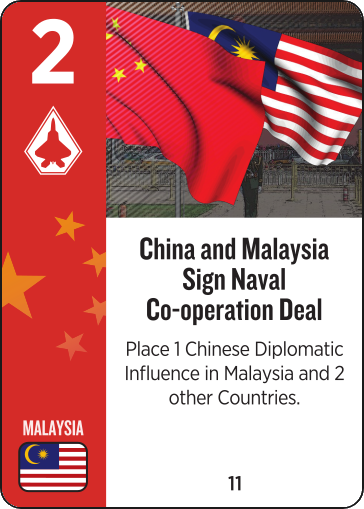 2
China and Malaysia
Sign Naval
Co-operation Deal
Place 1 Chinese Diplomatic
Influence in Malaysia and 2
other Countries.
MALAYSIA
11